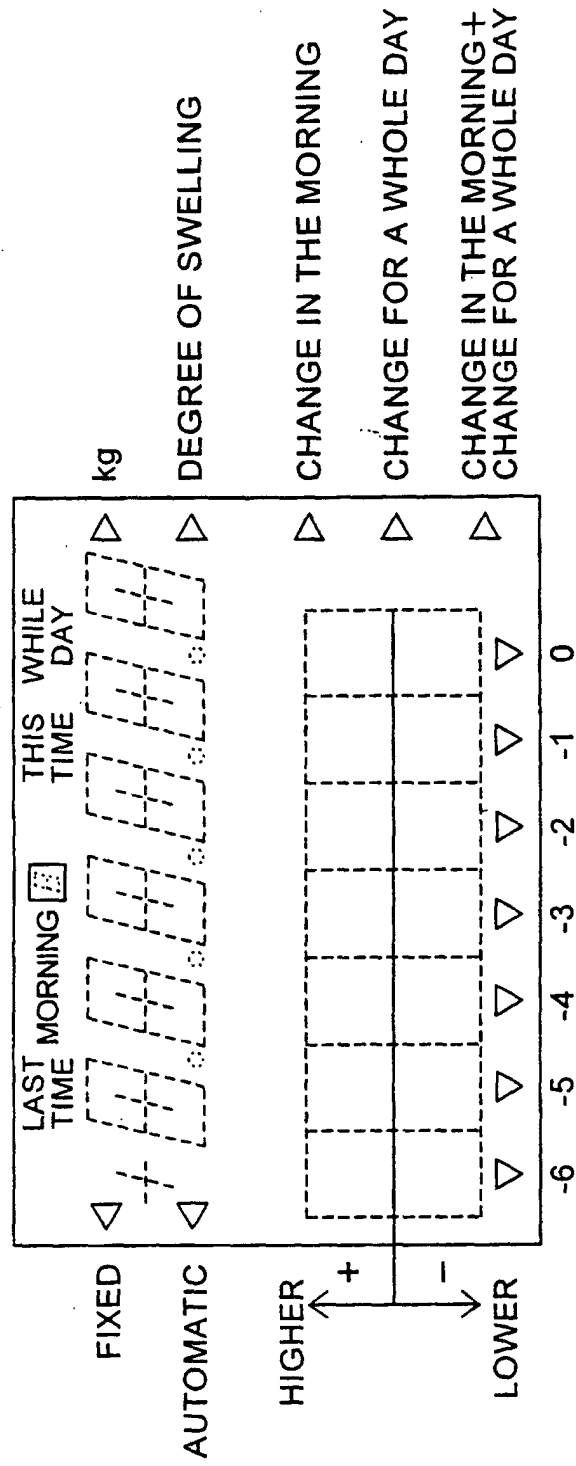 LAST
TIME
MORNING
THIS
TIME
WHILE
DAY
FIXED
kg
AUTOMATIC
DEGREE OF SWELLING
HIGHER
+
−
LOWER
CHANGE IN THE MORNING
CHANGE FOR A WHOLE DAY
CHANGE IN THE MORNING+
CHANGE FOR A WHOLE DAY
-6 -5 -4 -3 -2 -1 0